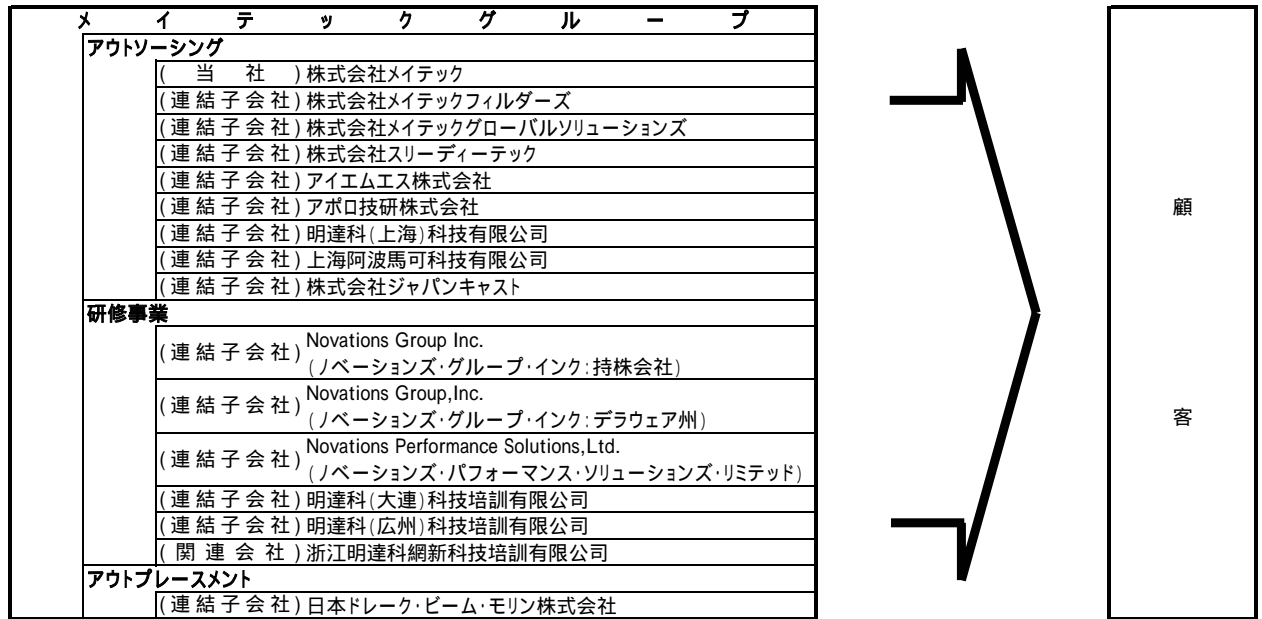 メイテックグループ
アウトソーシング
(当社)株式会社メイテック
(連結子会社)株式会社メイテックフィルダーズ
(連結子会社)株式会社メイテックグローバルソリューションズ
(連結子会社)株式会社スリーディーテック
(連結子会社)アイエムエス株式会社
(連結子会社)アポロ技研株式会社
(連結子会社)明達科(上海)科技有限公司
(連結子会社)上海阿波馬可科技有限公司
(連結子会社)株式会社ジャパンキャスト
研修事業
(連結子会社)Novations Group Inc.
(ノベーションズ・グループ・インク:持株会社)
(連結子会社)Novations Group,Inc.
(ノベーションズ・グループ・インク:デラウェア州)
(連結子会社)Novations Performance Solutions,Ltd.
(ノベーションズ・パフォーマンス・ソリューションズ・リミテッド)
(連結子会社)明達科(大連)科技培訓有限公司
(連結子会社)明達科(広州)科技培訓有限公司
(関連会社)浙江明達科網新科技培訓有限公司
アウトプレースメント
(連結子会社)日本ドレーク・ビーム・モリン株式会社
顧
客